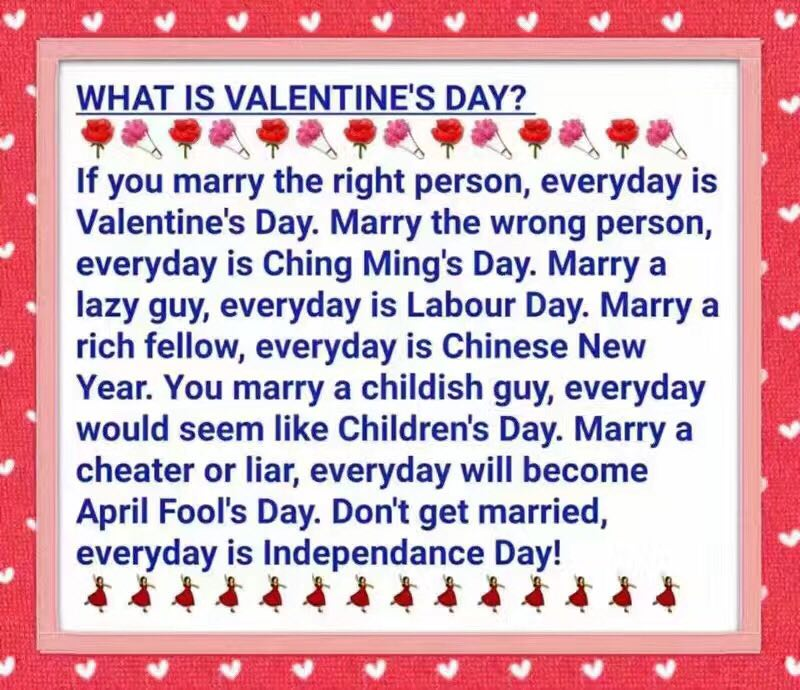 WHAT IS VALENTINE'S DAY?
If you marry the right person, everyday is
Valentine's Day. Marry the wrong person,
everyday is Ching Ming's Day. Marry a
lazy guy, everyday is Labour Day. Marry a
rich fellow, everyday is Chinese New
Year. You marry a childish guy, everyday
would seem like Children's Day. Marry a
cheater or liar, everyday will become
April Fool's Day. Don't get married,
everyday is Independance Day!